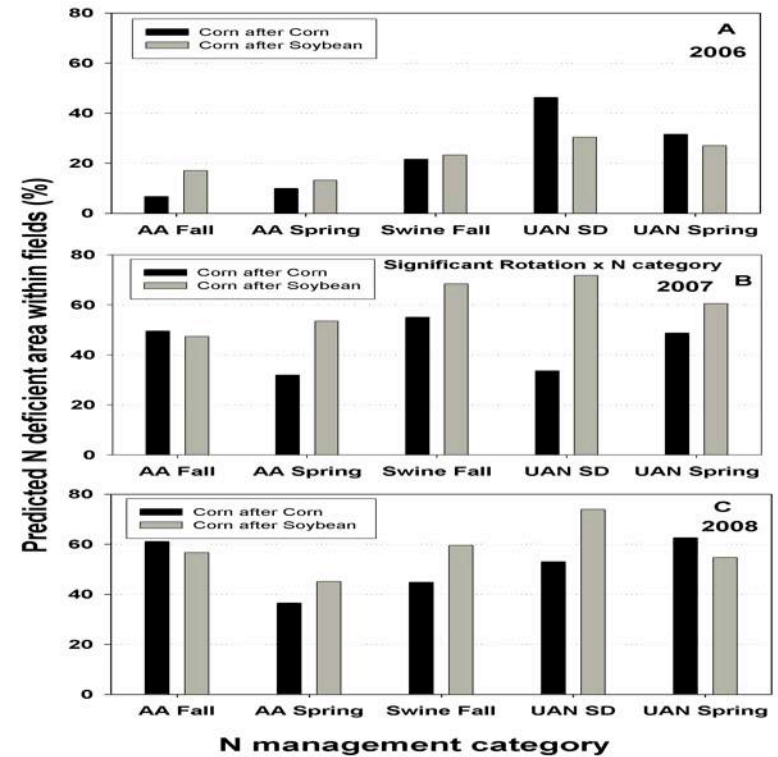 Predicted N deficient area within fields (%)
80
60
40
20
0
Corn after Corn
Corn after Soybean
A
2006
AA Fall AA Spring Swine Fall UAN SD UAN Spring
80
60
40
20
0
Corn after Corn
Corn after Soybean
Significant Rotation x N category
2007 B
AA Fall AA Spring Swine Fall UAN SD UAN Spring
80
60
40
20
0
Corn after Corn
Corn after Soybean
C
2008
AA Fall AA Spring Swine Fall UAN SD UAN Spring
N management category